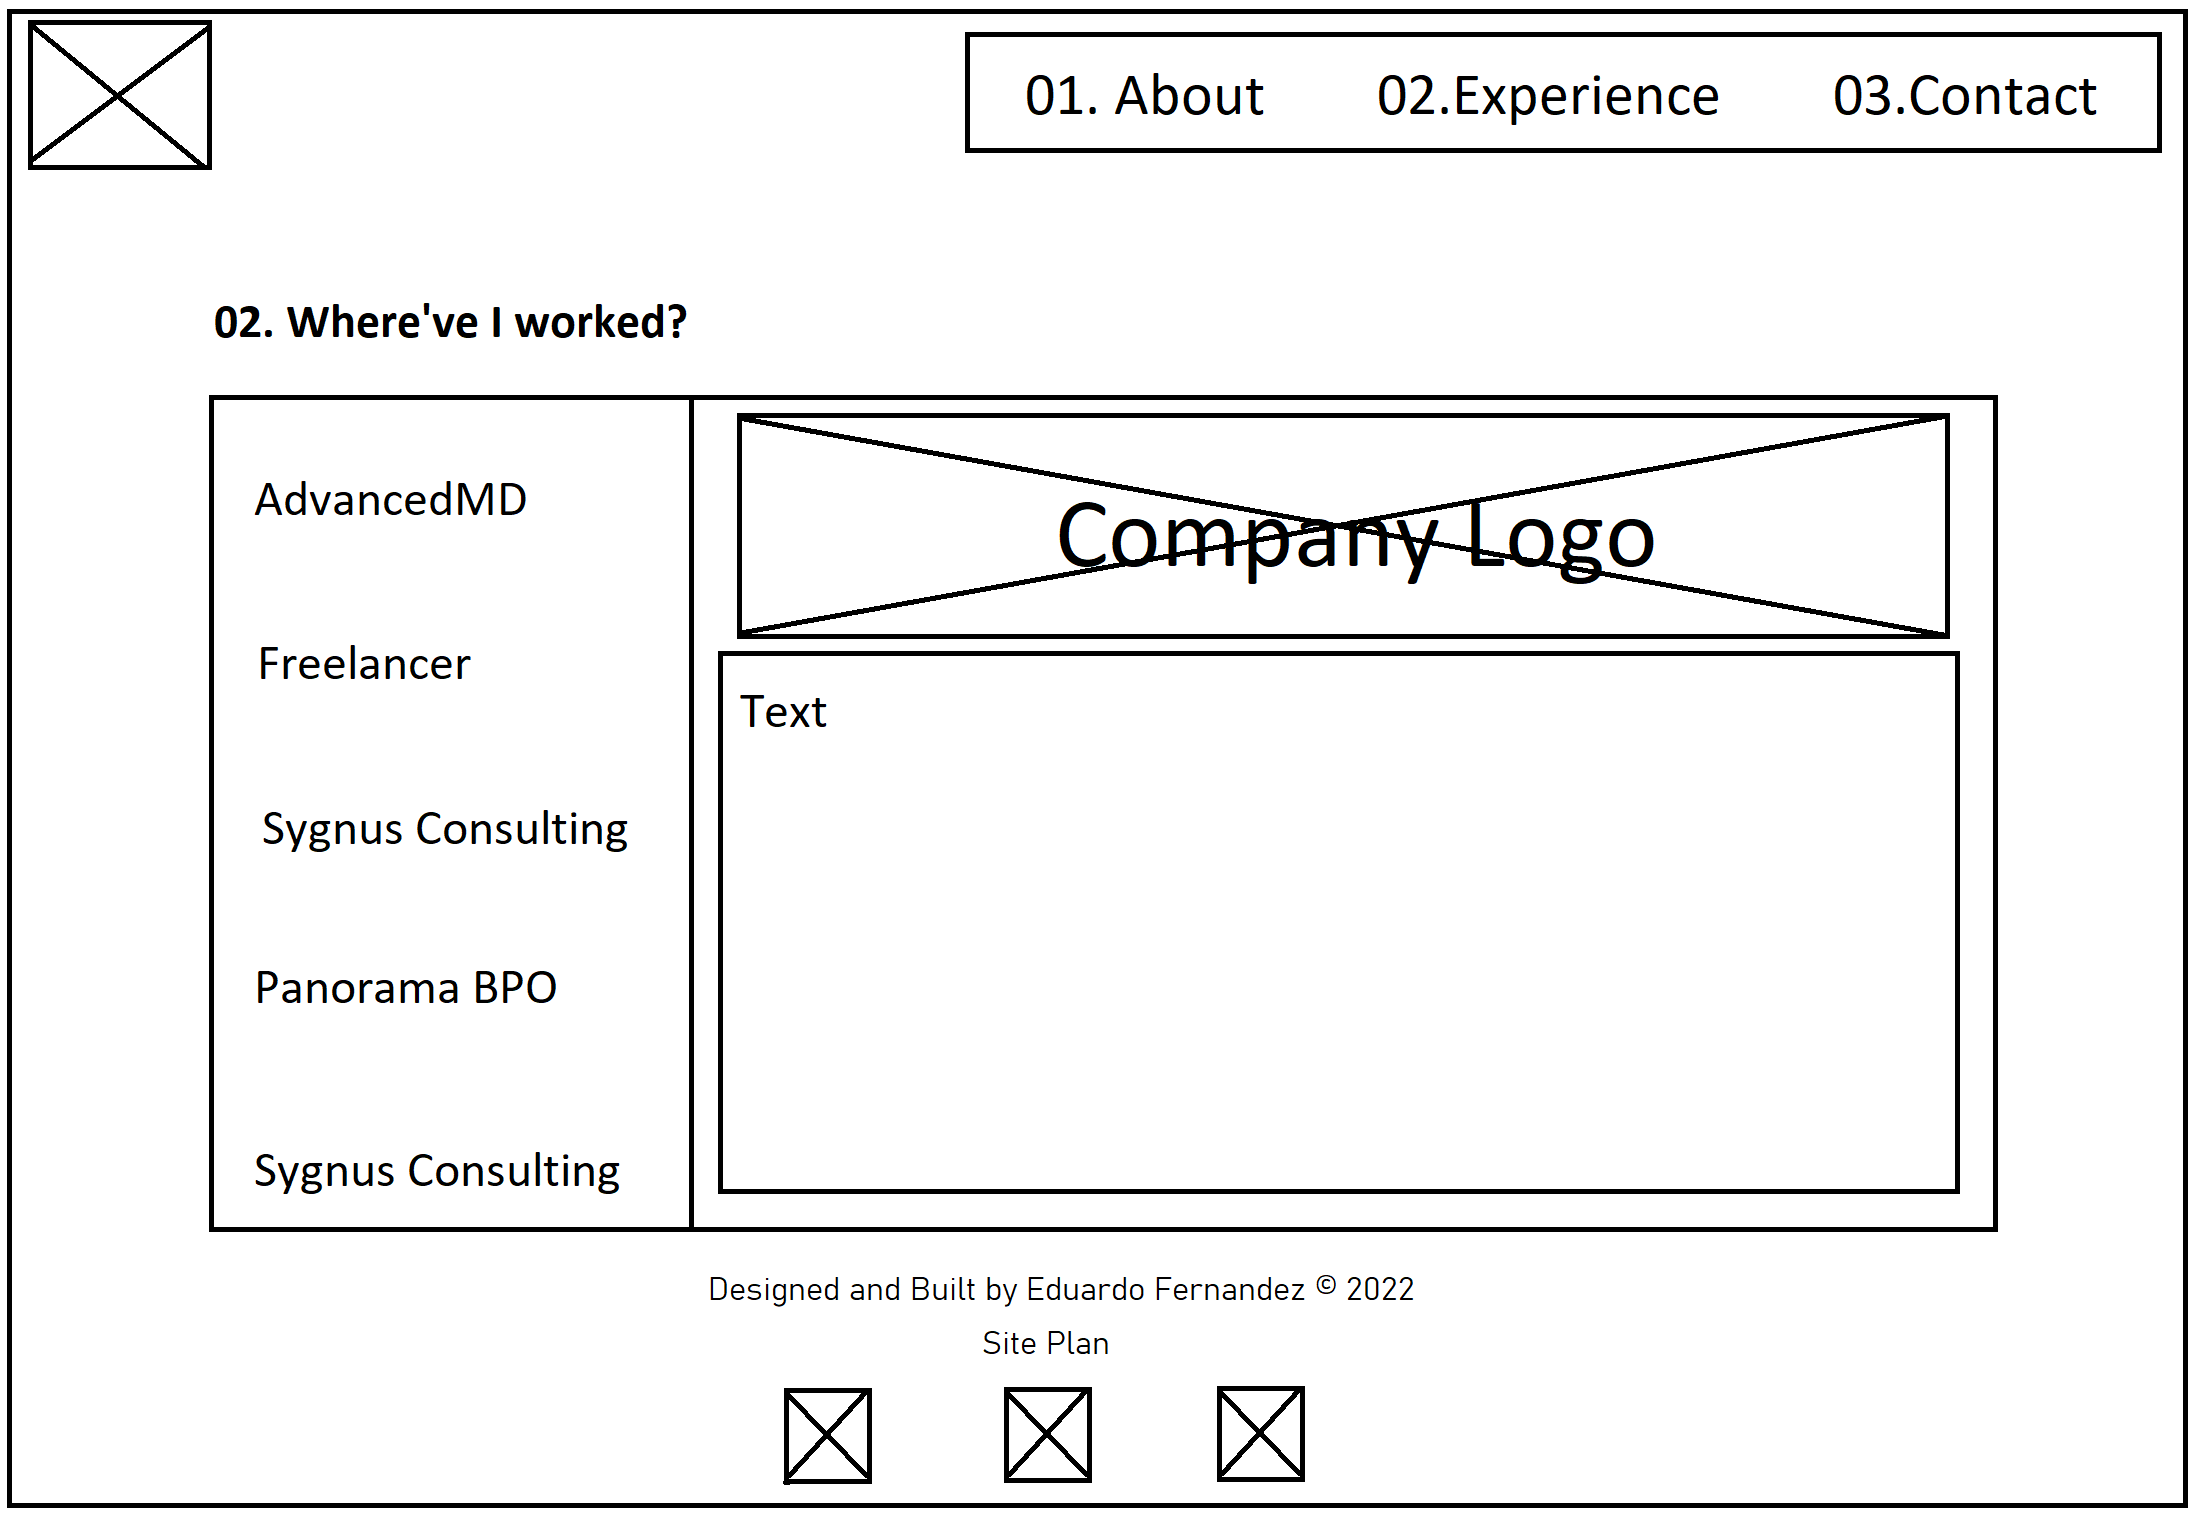 01. About 02.Experience 03.Contact
02. Where've I worked?
AdvancedMD
Freelancer
Sygnus Consulting
Panorama BPO
Sygnus Consulting
Company Logo
Text
Designed and Built by Eduardo Fernandez © 2022
Site Plan